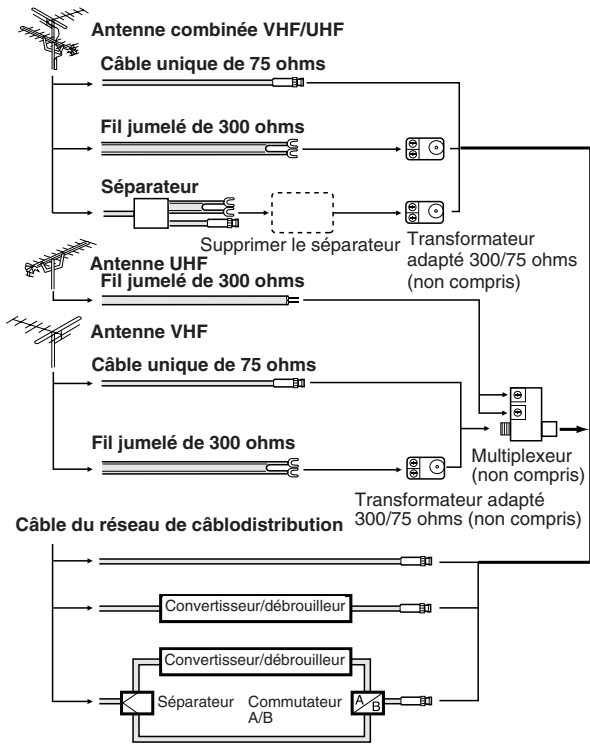 Antenne combinée VHF/UHF
Câble unique de 75 ohms
Fil jumelé de 300 ohms
Séparateur
Supprimer le séparateur
Transformateur
adapté 300/75 ohms
(non compris)
Antenne UHF
Fil jumelé de 300 ohms
Antenne VHF
Câble unique de 75 ohms
Fil jumelé de 300 ohms
Multiplexeur
(non compris)
Transformateur adapté
300/75 ohms (non compris)
Câble du réseau de câblodistribution
Convertisseur/débrouilleur
Convertisseur/débrouilleur
Séparateur
Commutateur
A/B
A
B